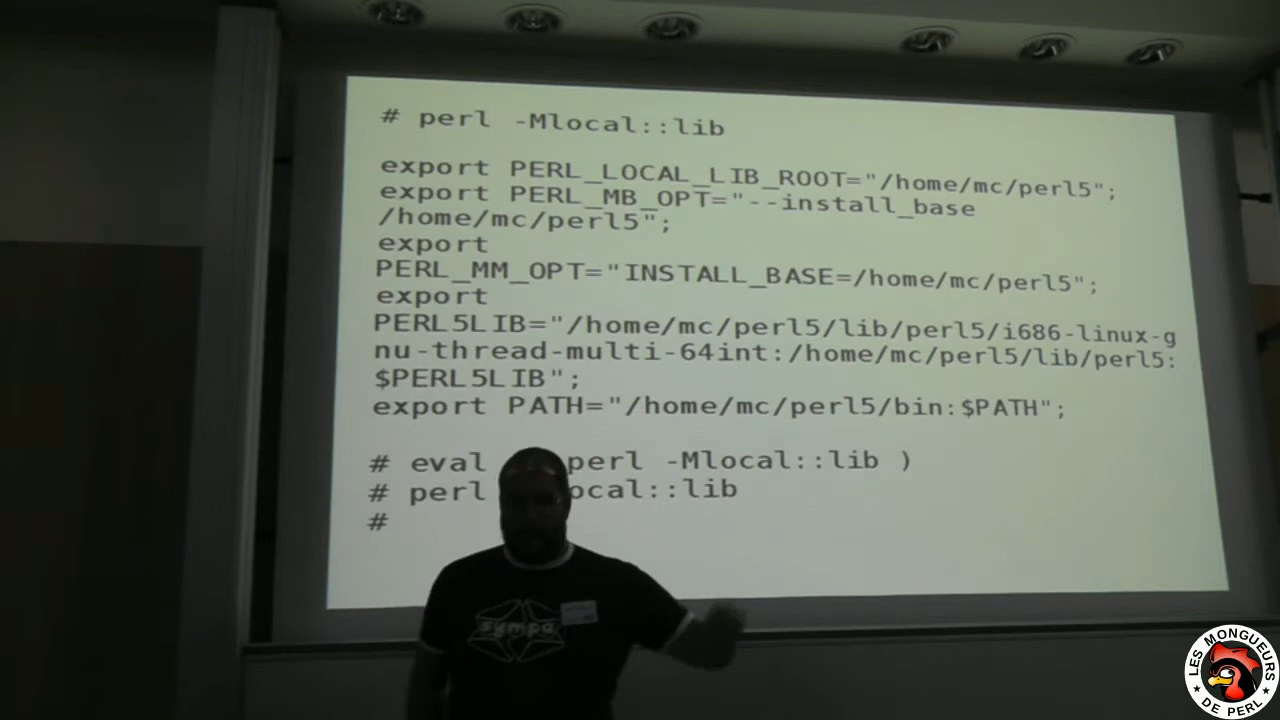 # perl -Mlocal::lib
export PERL_LOCAL_LIB_ROOT="/home/mc/perl5";
export PERL_MB_OPT="--install_base
/home/mc/perl5";
export
PERL_MM_OPT="INSTALL_BASE=/home/mc/perl5";
export
PERL5LIB="/home/mc/perl5/lib/perl5/i686-linux-g
nu-thread-multi-64int:/home/mc/perl5/lib/perl5:
$PERL5LIB";
export PATH="/home/mc/perl5/bin:$PATH";
# eval perl -Mlocal::lib )
# perl ocal::lib
#
sympa
LES MONGUEURS
DE PERL